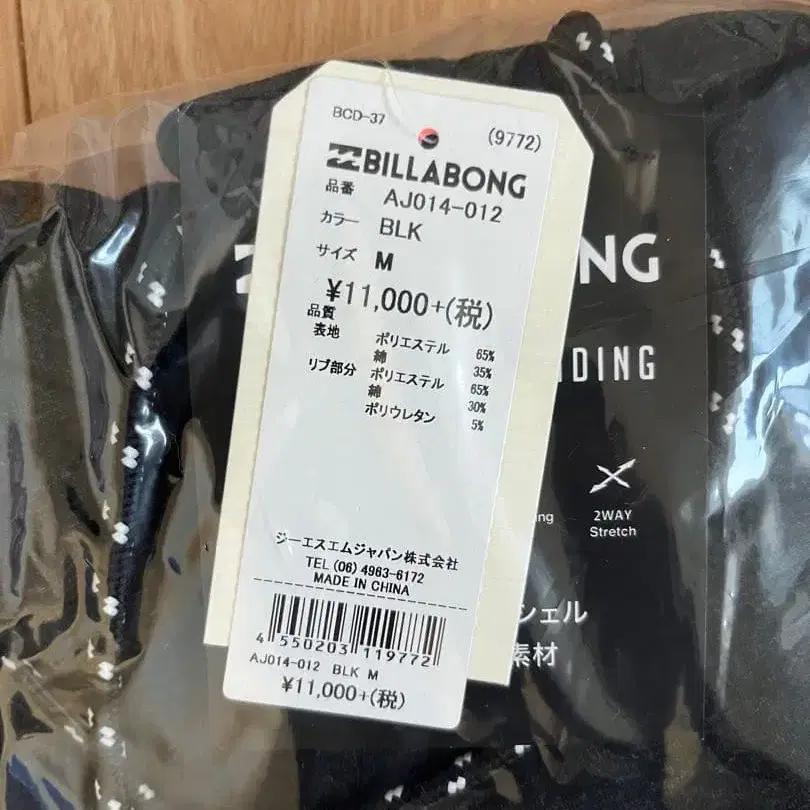 BCD-37
(9772)
BILLABONG
品番 AJ014-012
カラー BLK
サイズ M
¥11,000+(税)
品質
表地 ポリエステル 65%
綿 35%
リブ部分 ポリエステル 65%
綿 30%
ポリウレタン 5%
ジーエスエムジャパン株式会社
TEL (06) 4963-6172
MADE IN CHINA
4 550203 119772
AJ014-012 BLK M
¥11,000+(税)
ONG
DING
2WAY
Stretch
シェル
素材